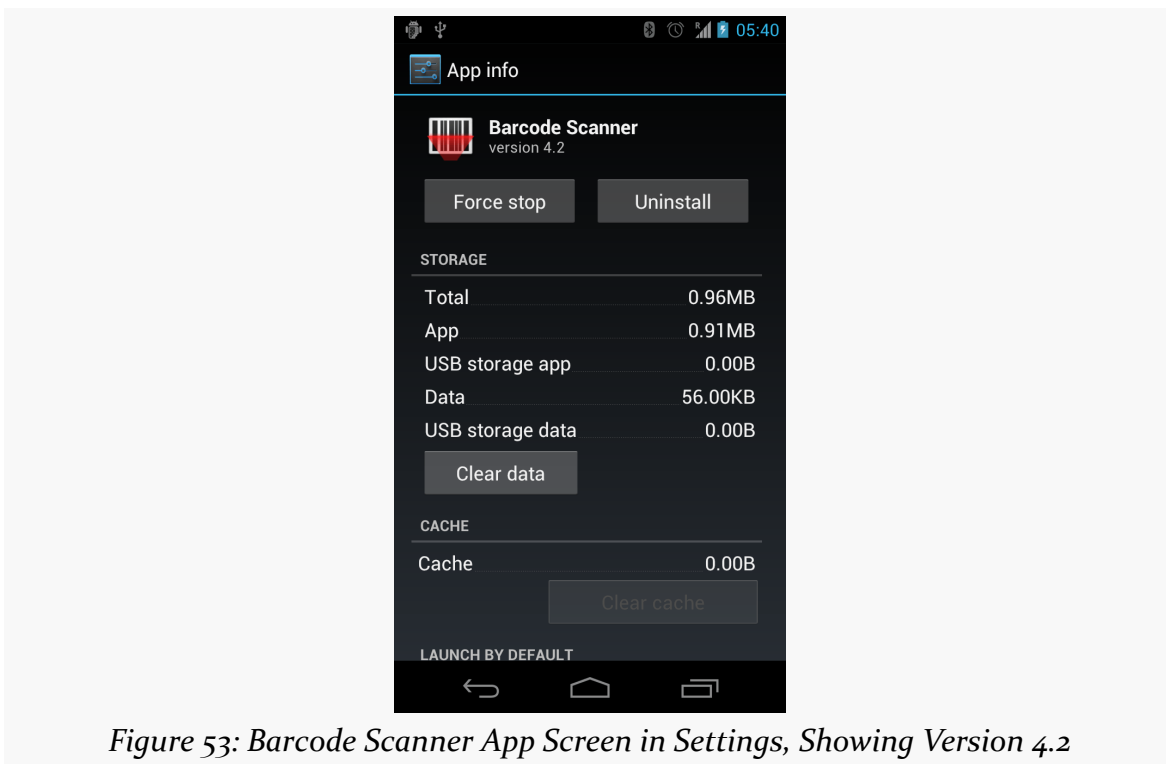 R 05:40
App info
Barcode Scanner
version 4.2
Force stop Uninstall
STORAGE
Total 0.96MB
App 0.91MB
USB storage app 0.00B
Data 56.00KB
USB storage data 0.00B
Clear data
CACHE
Cache 0.00B
Clear cache
LAUNCH BY DEFAULT
Figure 53: Barcode Scanner App Screen in Settings, Showing Version 4.2